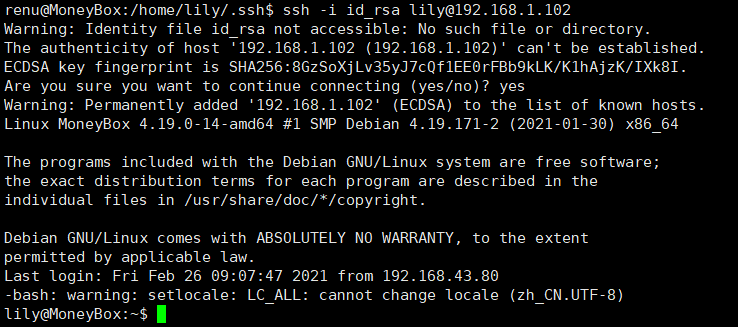 renu@MoneyBox:/home/lily/.ssh$ ssh -i id_rsa lily@192.168.1.102
Warning: Identity file id_rsa not accessible: No such file or directory.
The authenticity of host '192.168.1.102 (192.168.1.102)' can't be established.
ECDSA key fingerprint is SHA256:8GzSoXjLv35yJ7cQf1EE0rFBb9kLK/K1hAjzK/IXk8I.
Are you sure you want to continue connecting (yes/no)? yes
Warning: Permanently added '192.168.1.102' (ECDSA) to the list of known hosts.
Linux MoneyBox 4.19.0-14-amd64 #1 SMP Debian 4.19.171-2 (2021-01-30) x86_64
The programs included with the Debian GNU/Linux system are free software;
the exact distribution terms for each program are described in the
individual files in /usr/share/doc/*/copyright.
Debian GNU/Linux comes with ABSOLUTELY NO WARRANTY, to the extent
permitted by applicable law.
Last login: Fri Feb 26 09:07:47 2021 from 192.168.43.80
-bash: warning: setlocale: LC_ALL: cannot change locale (zh_CN.UTF-8)
lily@MoneyBox:~$